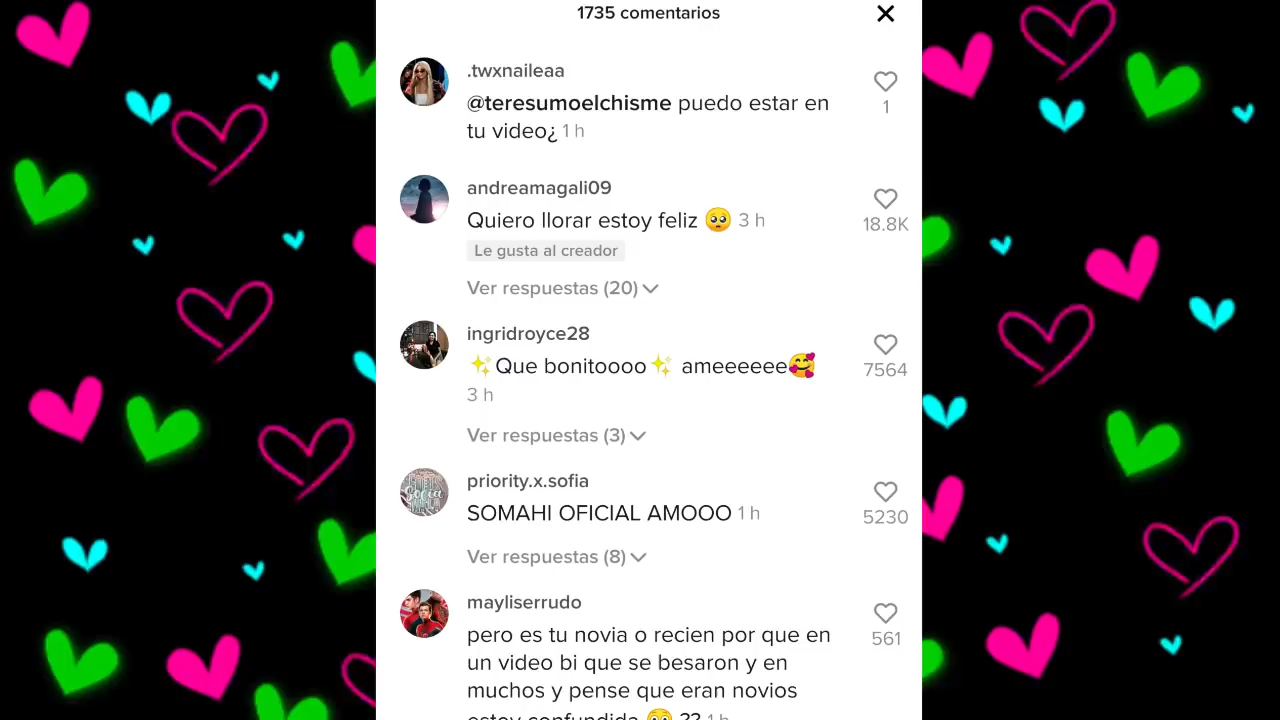 1735 comentarios
.twxnaileaa
@teresumoelchisme puedo estar en
tu video¿ 1 h
1
andreamagali09
Quiero llorar estoy feliz 🥺 3 h
18.8K
Le gusta al creador
Ver respuestas (20)
ingridroyce28
✨Que bonitoooo✨ ameeeeee🥰
3 h
7564
Ver respuestas (3)
priority.x.sofia
SOMAHI OFICIAL AMOOO 1 h
5230
Ver respuestas (8)
mayliserrudo
pero es tu novia o recien por que en
561
un video bi que se besaron y en
muchos y pense que eran novios
estoy confundida 😳 ?? 1 h